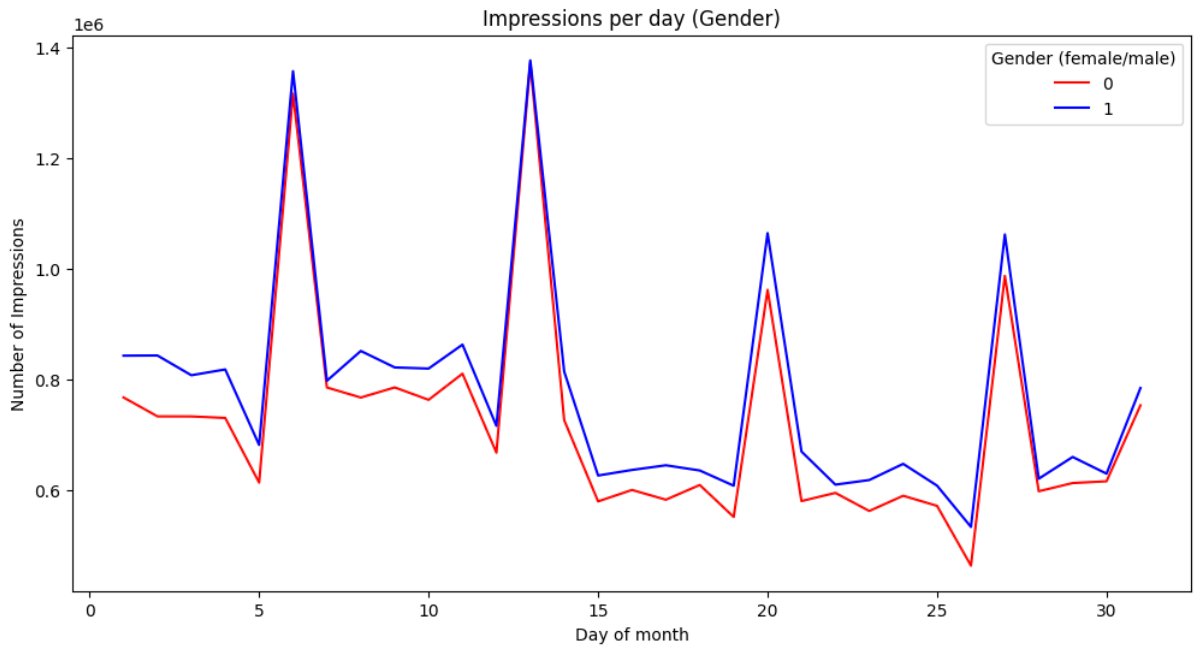 Impressions per day (Gender)
1e6
Gender (female/male)
0
1
1.4
1.2
1.0
0.8
0.6
Number of Impressions
0 5 10 15 20 25 30
Day of month